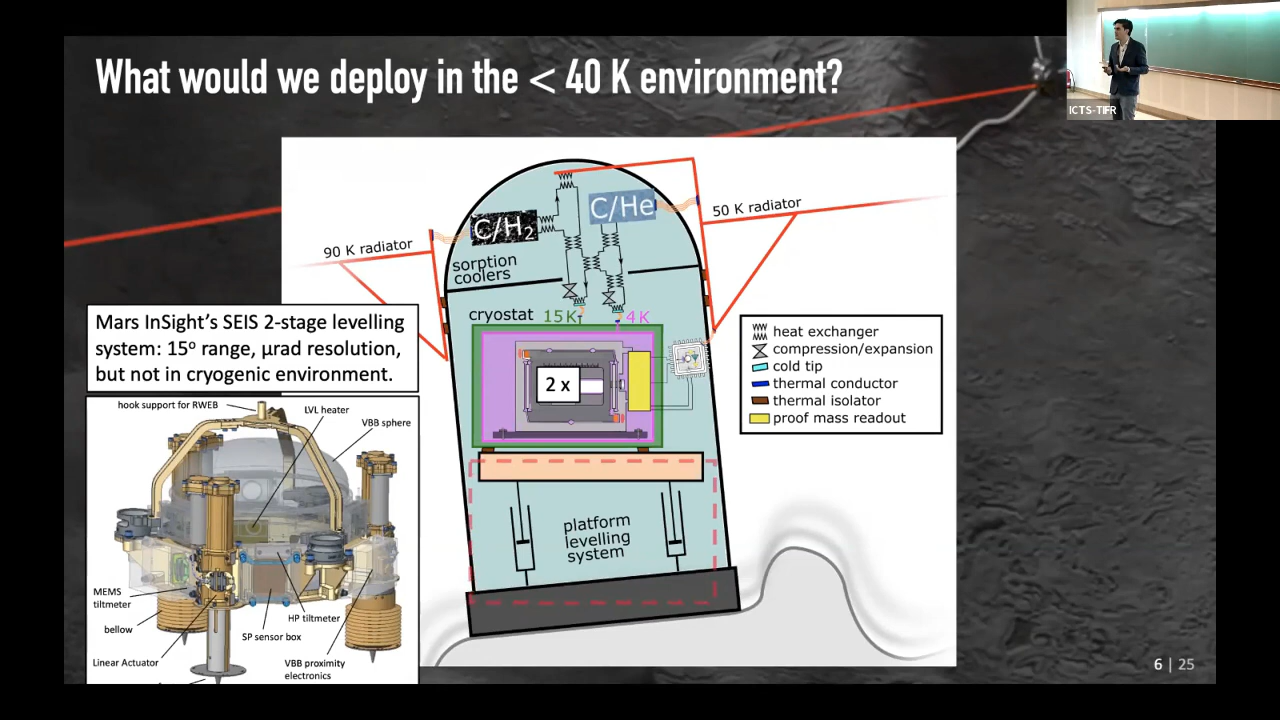 What would we deploy in the < 40 K environment?
ICTS-TIFR
C/H₂
C/He
50 K radiator
90 K radiator
sorption
coolers
cryostat
15K
4K
2 x
platform
levelling
system
heat exchanger
compression/expansion
cold tip
thermal conductor
thermal isolator
proof mass readout
Mars InSight's SEIS 2-stage levelling
system: 15º range, µrad resolution,
but not in cryogenic environment.
hook support for RWEB
LVL heater
VBB sphere
MEMS
tiltmeter
bellow
HP tiltmeter
SP sensor box
Linear Actuator
VBB proximity
electronics
6 | 25